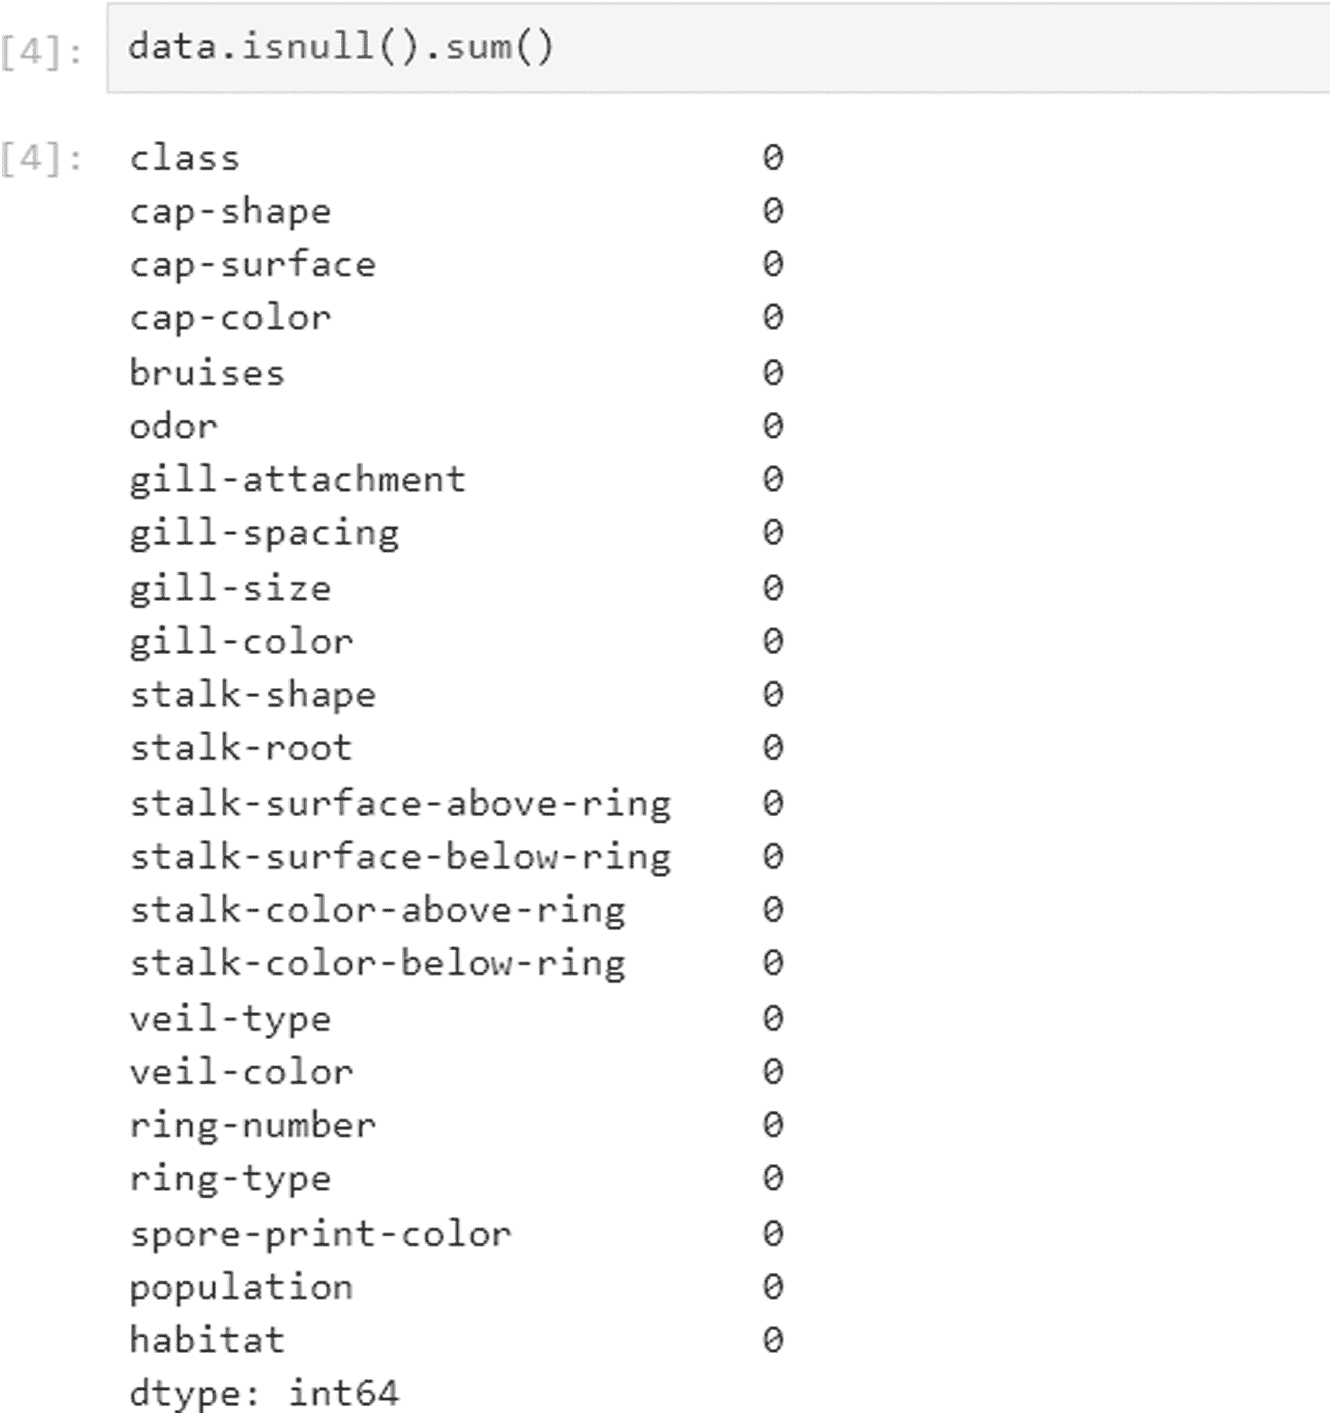 [4]: data.isnull().sum()
[4]: class 0
cap-shape 0
cap-surface 0
cap-color 0
bruises 0
odor 0
gill-attachment 0
gill-spacing 0
gill-size 0
gill-color 0
stalk-shape 0
stalk-root 0
stalk-surface-above-ring 0
stalk-surface-below-ring 0
stalk-color-above-ring 0
stalk-color-below-ring 0
veil-type 0
veil-color 0
ring-number 0
ring-type 0
spore-print-color 0
population 0
habitat 0
dtype: int64